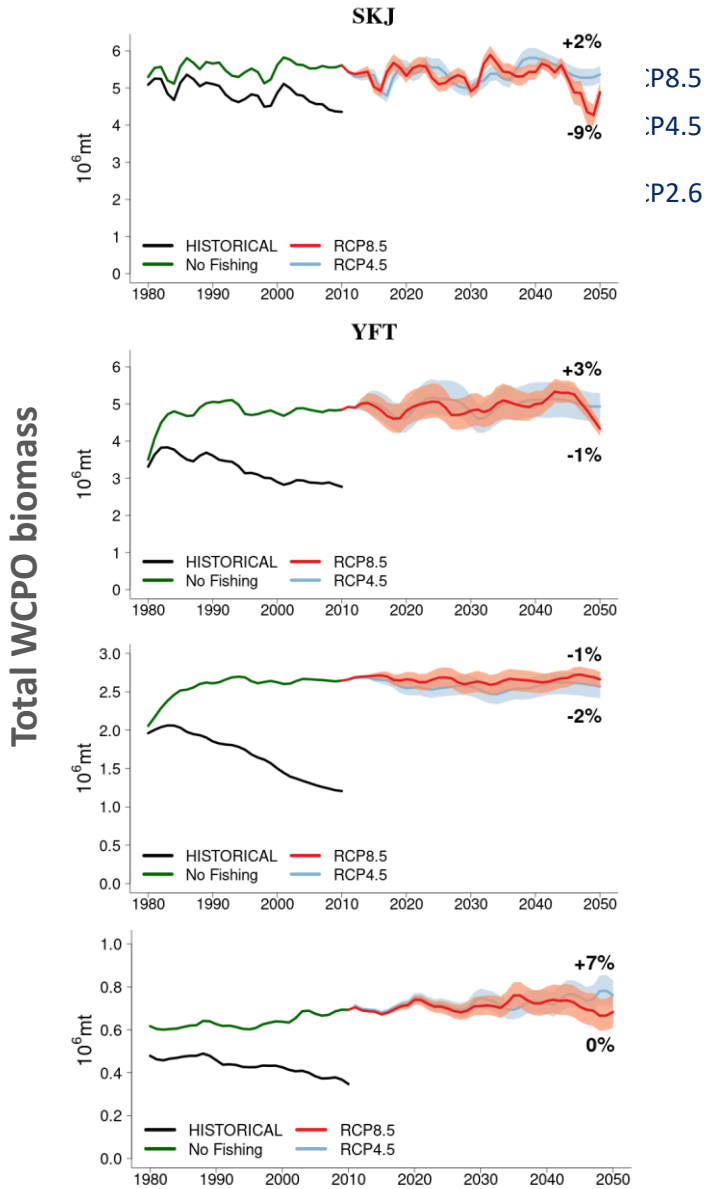 Total WCPO biomass
SKJ
10⁶mt
6
5
4
3
2
1
0
+2%
-9%
HISTORICAL
No Fishing
RCP8.5
RCP4.5
1980 1990 2000 2010 2020 2030 2040 2050
CP8.5
CP4.5
CP2.6
YFT
10⁶mt
6
5
4
3
2
1
0
+3%
-1%
HISTORICAL
No Fishing
RCP8.5
RCP4.5
1980 1990 2000 2010 2020 2030 2040 2050
10⁶mt
3.0
2.5
2.0
1.5
1.0
0.5
0.0
-1%
-2%
HISTORICAL
No Fishing
RCP8.5
RCP4.5
1980 1990 2000 2010 2020 2030 2040 2050
10⁶mt
1.0
0.8
0.6
0.4
0.2
0.0
+7%
0%
HISTORICAL
No Fishing
RCP8.5
RCP4.5
1980 1990 2000 2010 2020 2030 2040 2050